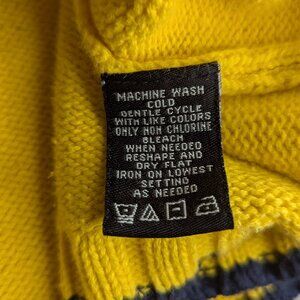 MACHINE WASH
COLD
GENTLE CYCLE
WITH LIKE COLORS
ONLY NON CHLORINE
BLEACH
WHEN NEEDED
RESHAPE AND
DRY FLAT
IRON ON LOWEST
SETTING
AS NEEDED